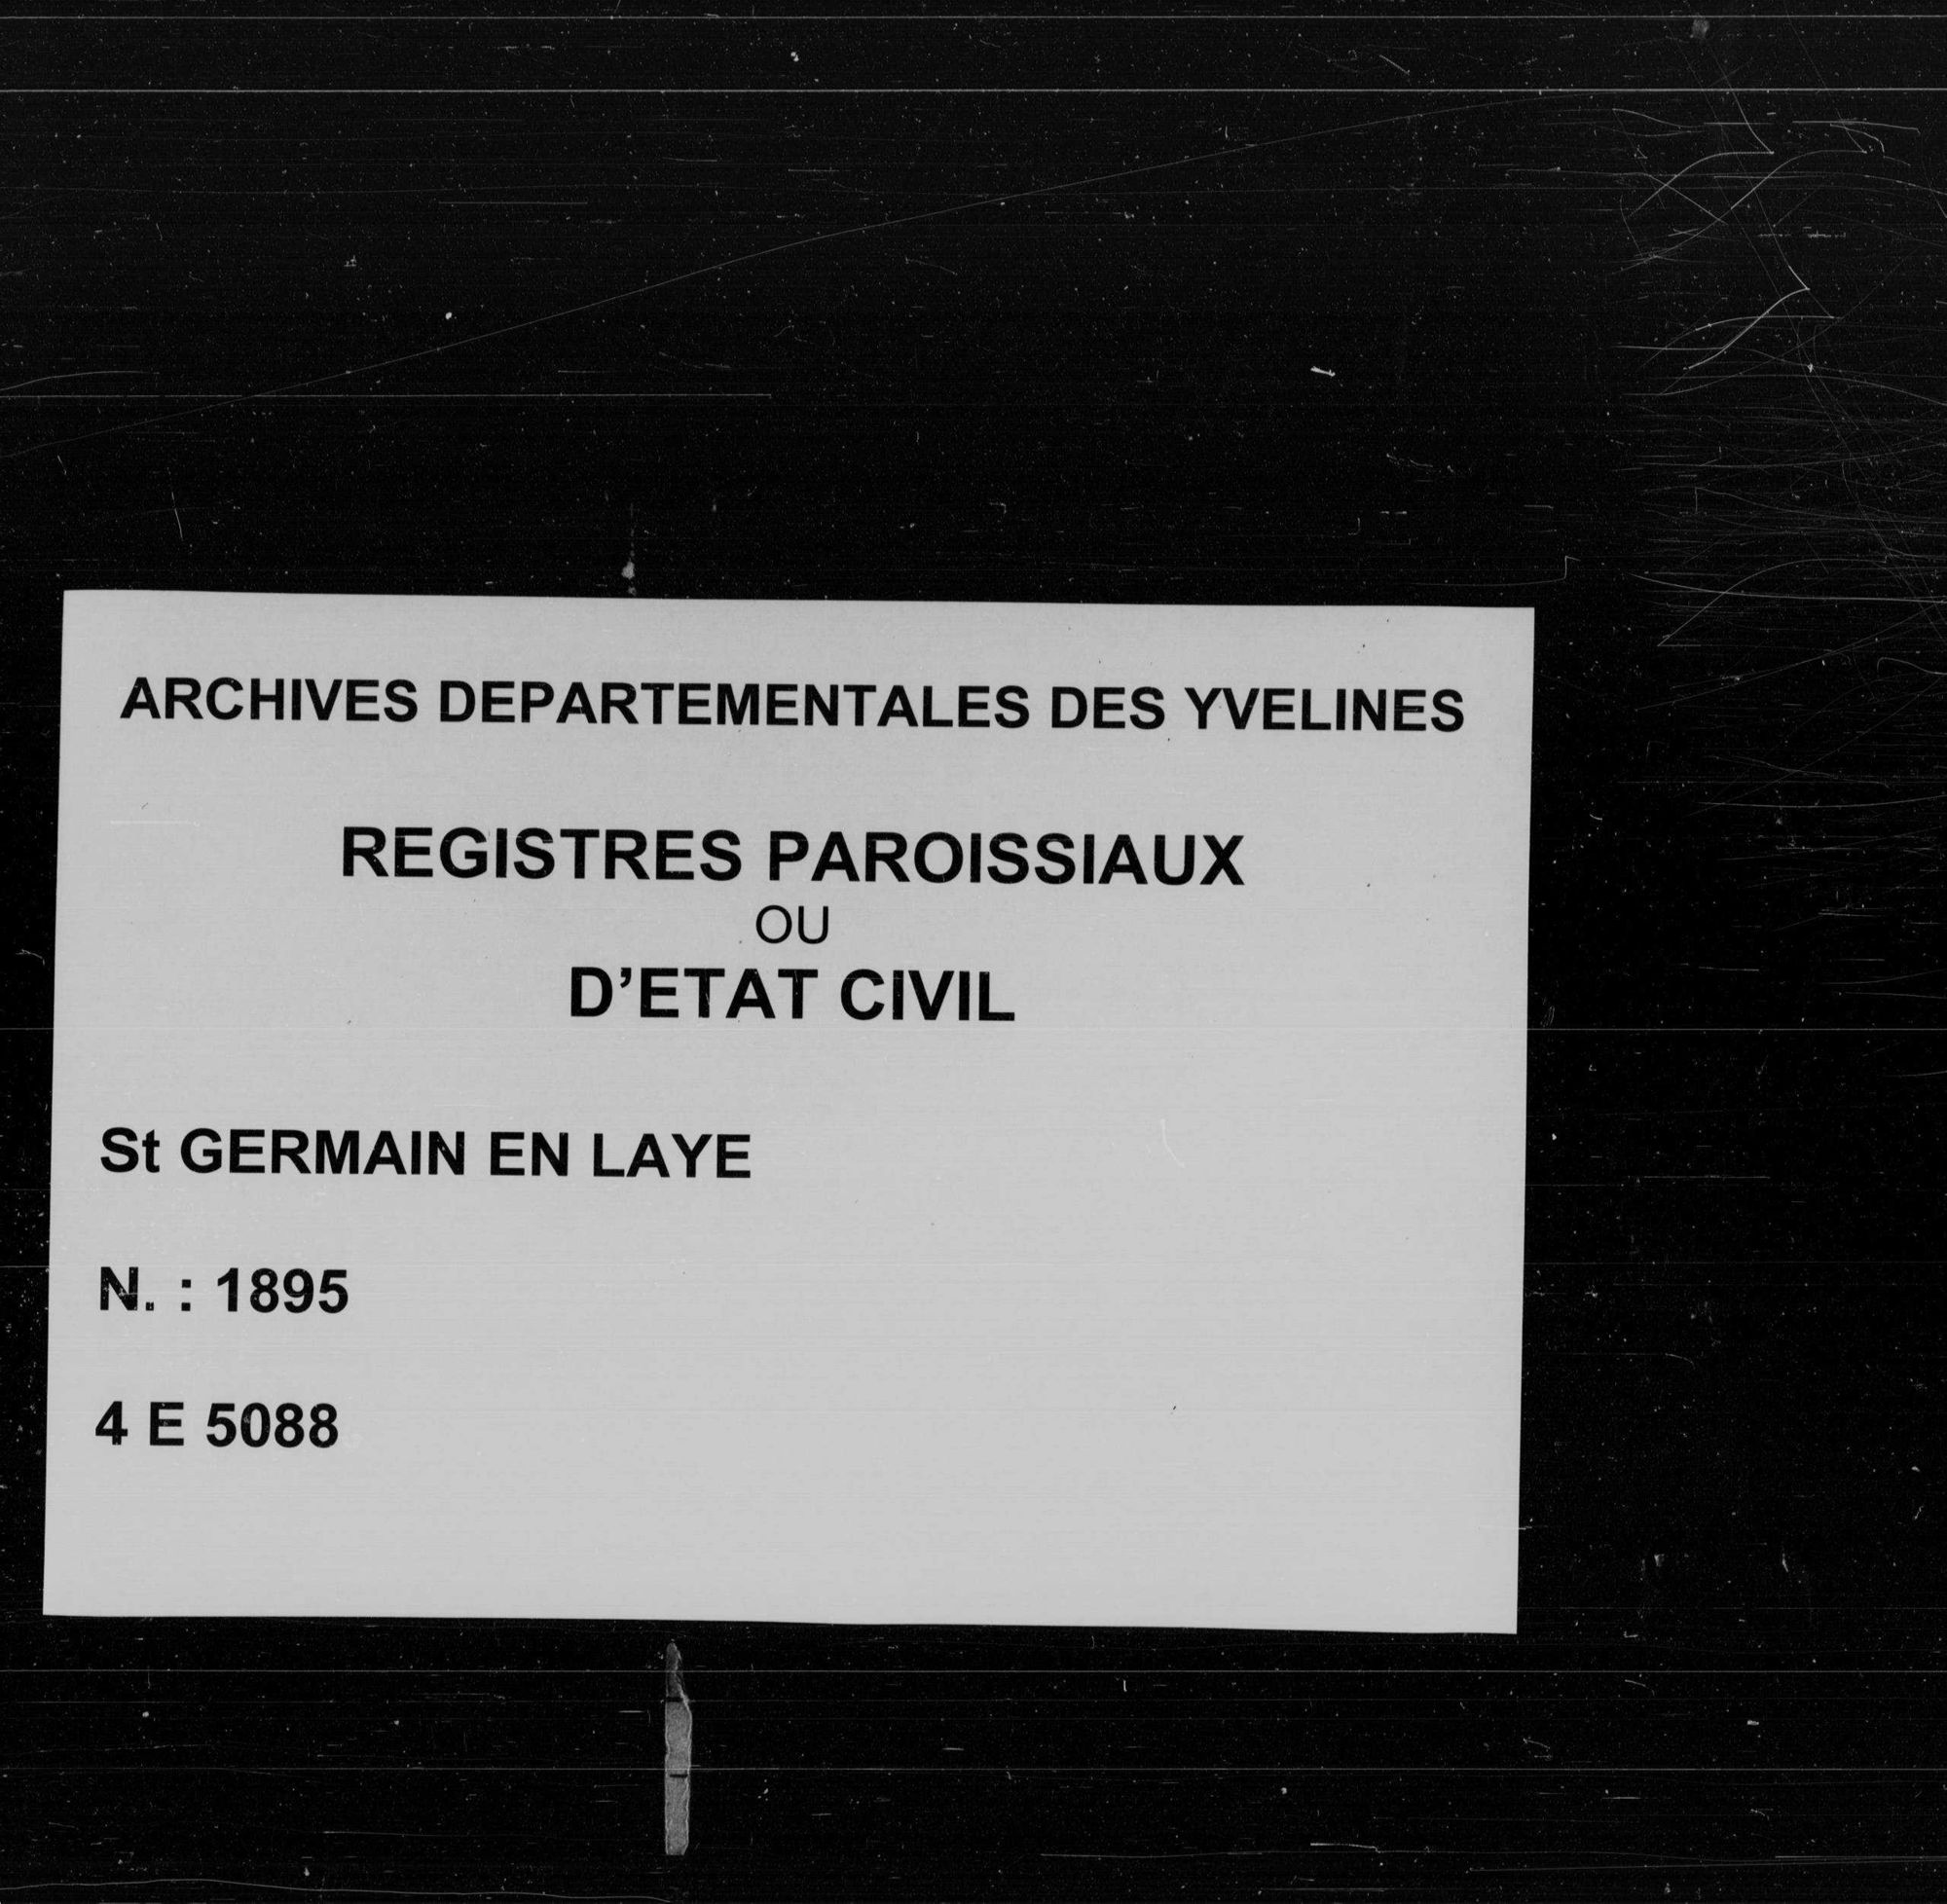 ARCHIVES DEPARTEMENTALES DES YVELINES
REGISTRES PAROISSIAUX
OU
D'ETAT CIVIL
St GERMAIN EN LAYE
N. : 1895
4 E 5088